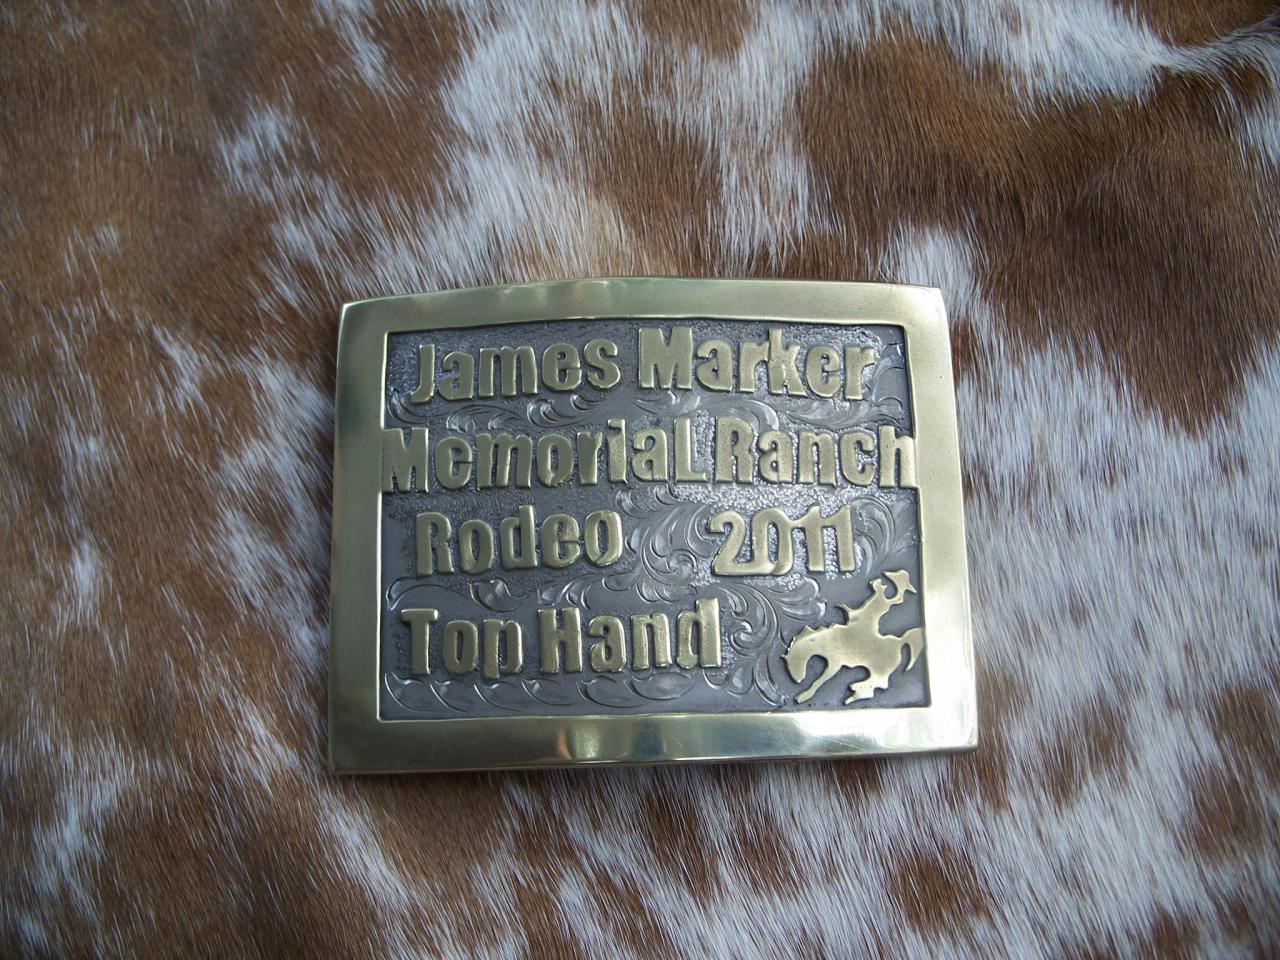 James Marker
MemoriaL Ranch
Rodeo 2011
Top Hand